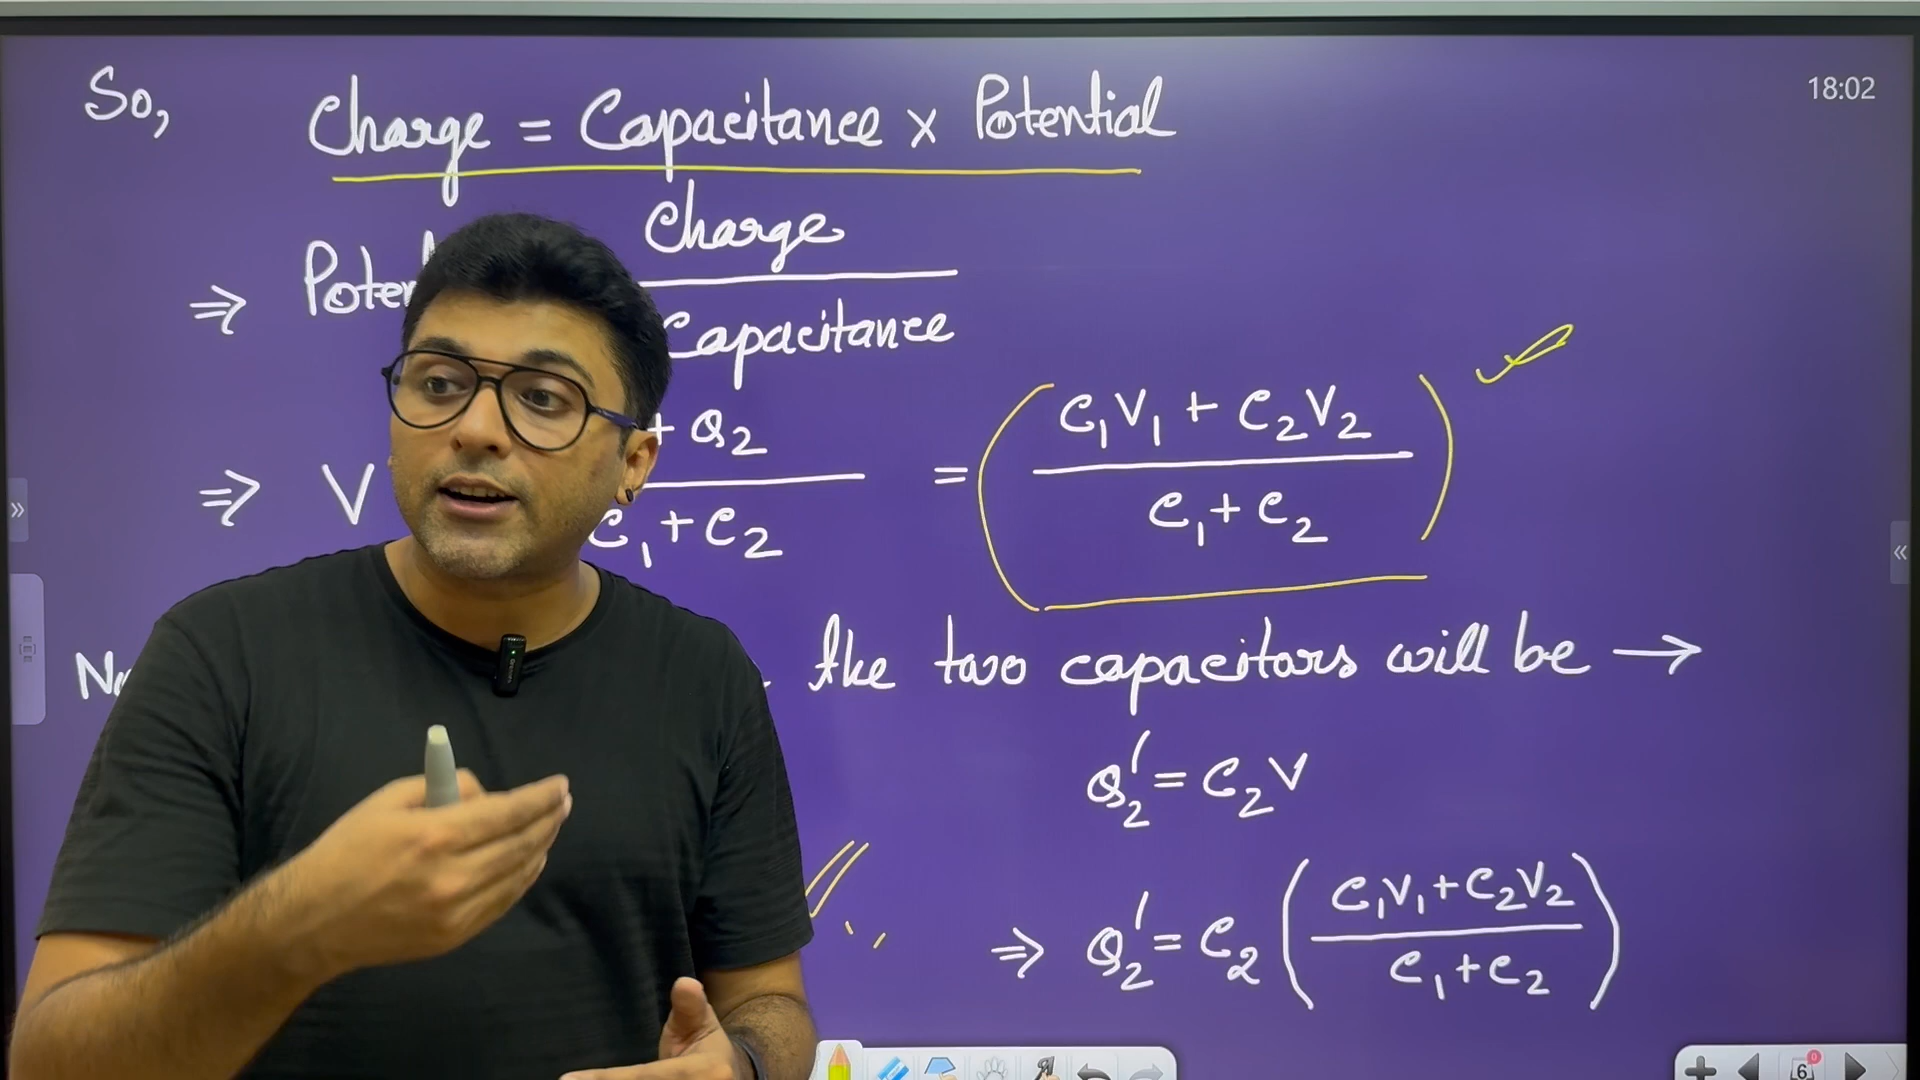 18:02
So, Charge = Capacitance x Potential
⇒ Charge
Capacitance
⇒ V + Q₂ / C₁ + C₂ = ( C₁V₁ + C₂V₂ / C₁ + C₂ )
the two capacitors will be →
Q₂' = C₂V
⇒ Q₂' = C₂ ( C₁V₁ + C₂V₂ / C₁ + C₂ )
6